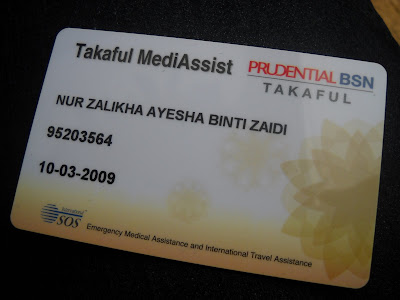 Takaful MediAssist
PRUDENTIAL BSN
TAKAFUL
NUR ZALIKHA AYESHA BINTI ZAIDI
95203564
10-03-2009
International
SOS
Emergency Medical Assistance and International Travel Assistance